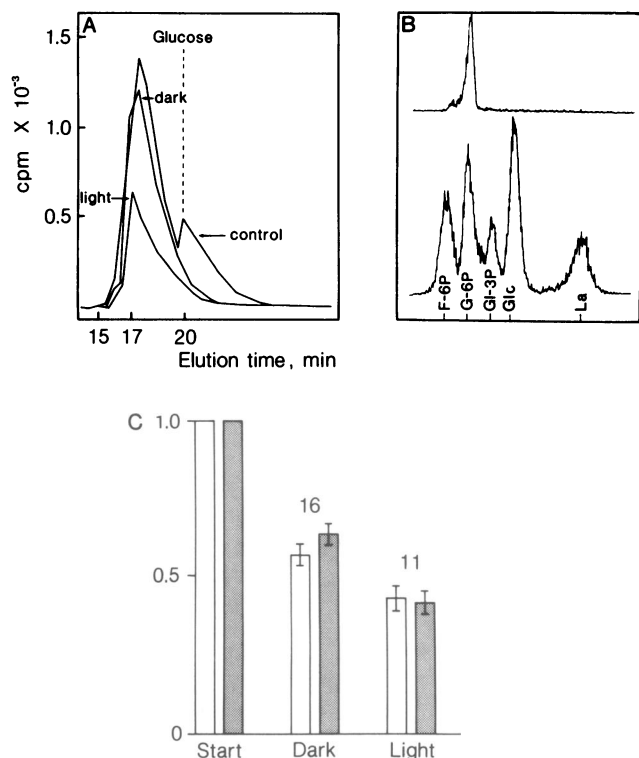 A
Glucose
1.5
dark
1.0
light
0.5
control
0
cpm X 10⁻³
15 17 20
Elution time, min
B
F-6P
G-6P
Gl-3P
Glc
La
C
1.0
16
11
0.5
0
Start Dark Light